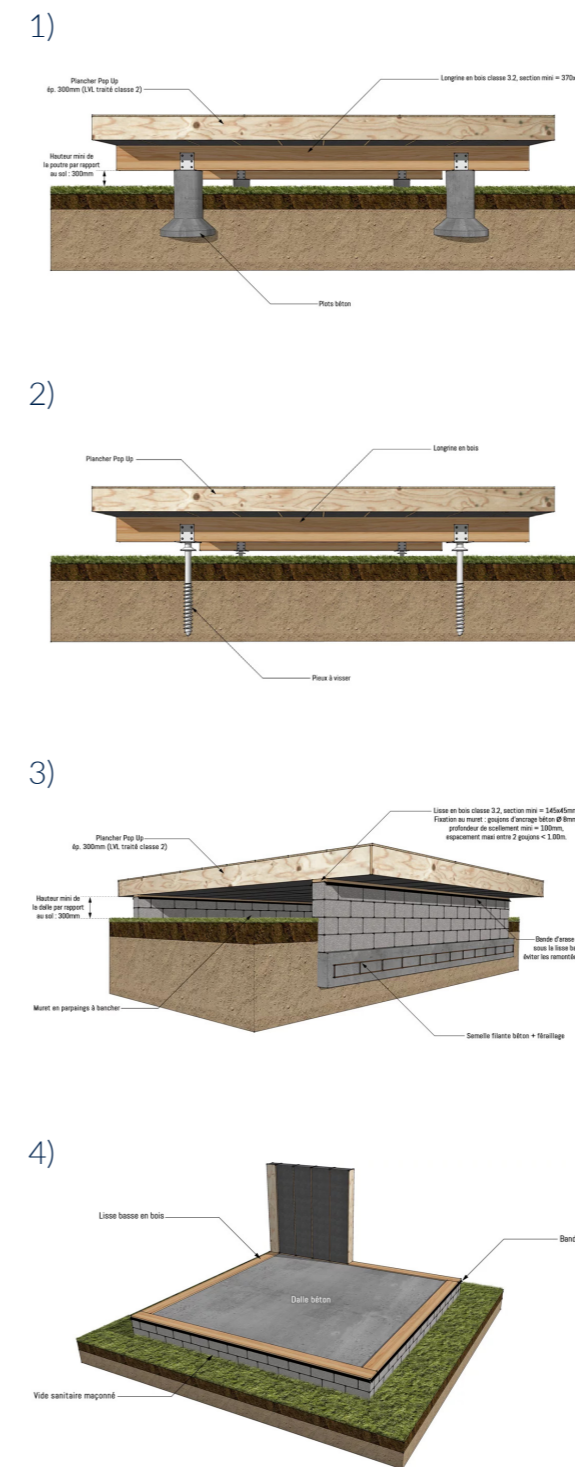 1)
Plancher Pop Up
ép. 300mm (LVL traité classe 2)
Longrine en bois classe 3.2, section mini = 370x
Hauteur mini de
la poutre par rapport
au sol : 300mm
Plots béton
2)
Plancher Pop Up
Longrine en bois
Pieux à visser
3)
Lisse en bois classe 3.2, section mini = 145x45mm
Fixation au muret : goujons d'ancrage béton Ø 8mm
profondeur de scellement mini = 100mm,
espacement maxi entre 2 goujons < 1.00m.
Plancher Pop Up
ép. 300mm (LVL traité classe 2)
Hauteur mini de
la dalle par rapport
au sol : 300mm
Bande d'arase
sous la lisse ba
éviter les remontée
Muret en parpaings à bancher
Semelle filante béton + féraillage
4)
Lisse basse en bois
Band
Dalle béton
Vide sanitaire maçonné